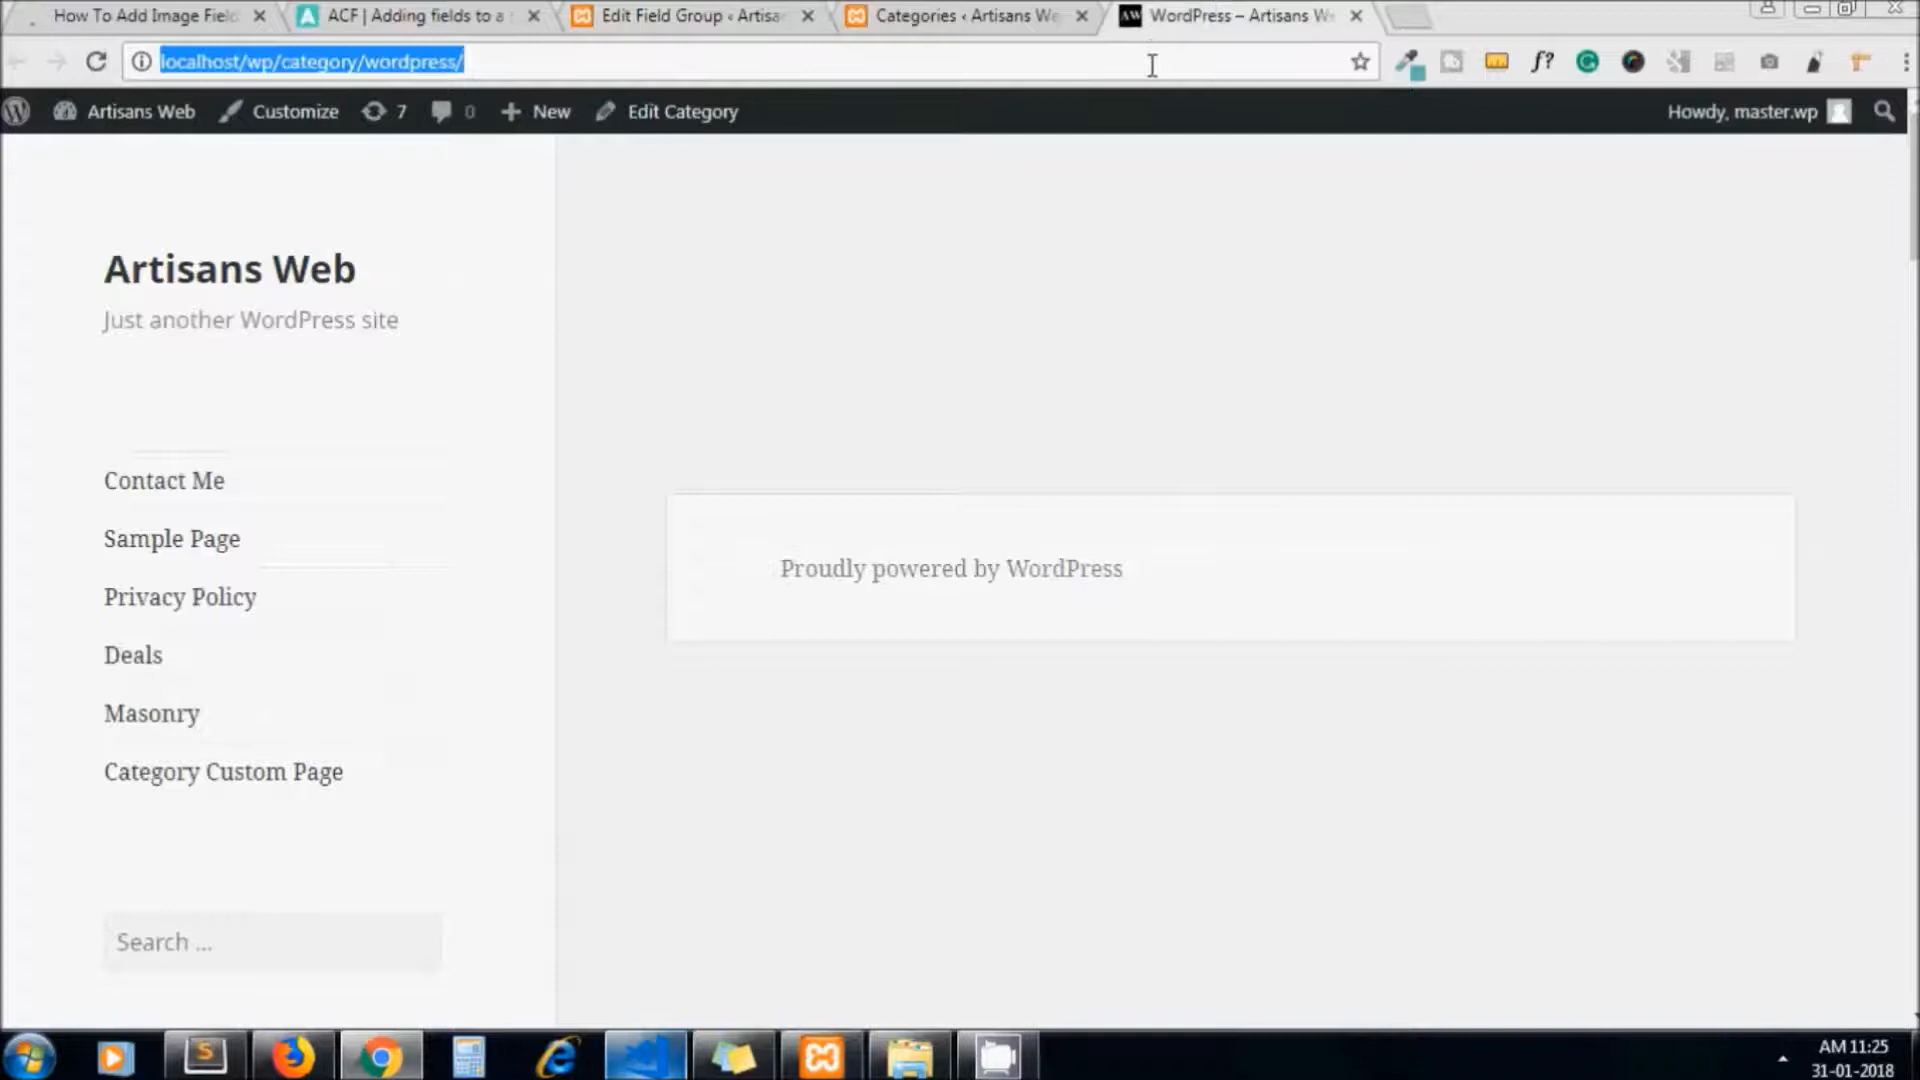 How To Add Image Fiel
ACF | Adding fields to a
Edit Field Group ‹ Artisa
Categories ‹ Artisans We
AW WordPress – Artisans W
localhost/wp/category/wordpress/
f?
Artisans Web
Customize
7
0
New
Edit Category
Howdy, master.wp
Artisans Web
Just another WordPress site
Contact Me
Sample Page
Privacy Policy
Deals
Masonry
Category Custom Page
Search ...
Proudly powered by WordPress
AM 11:25
31-01-2018